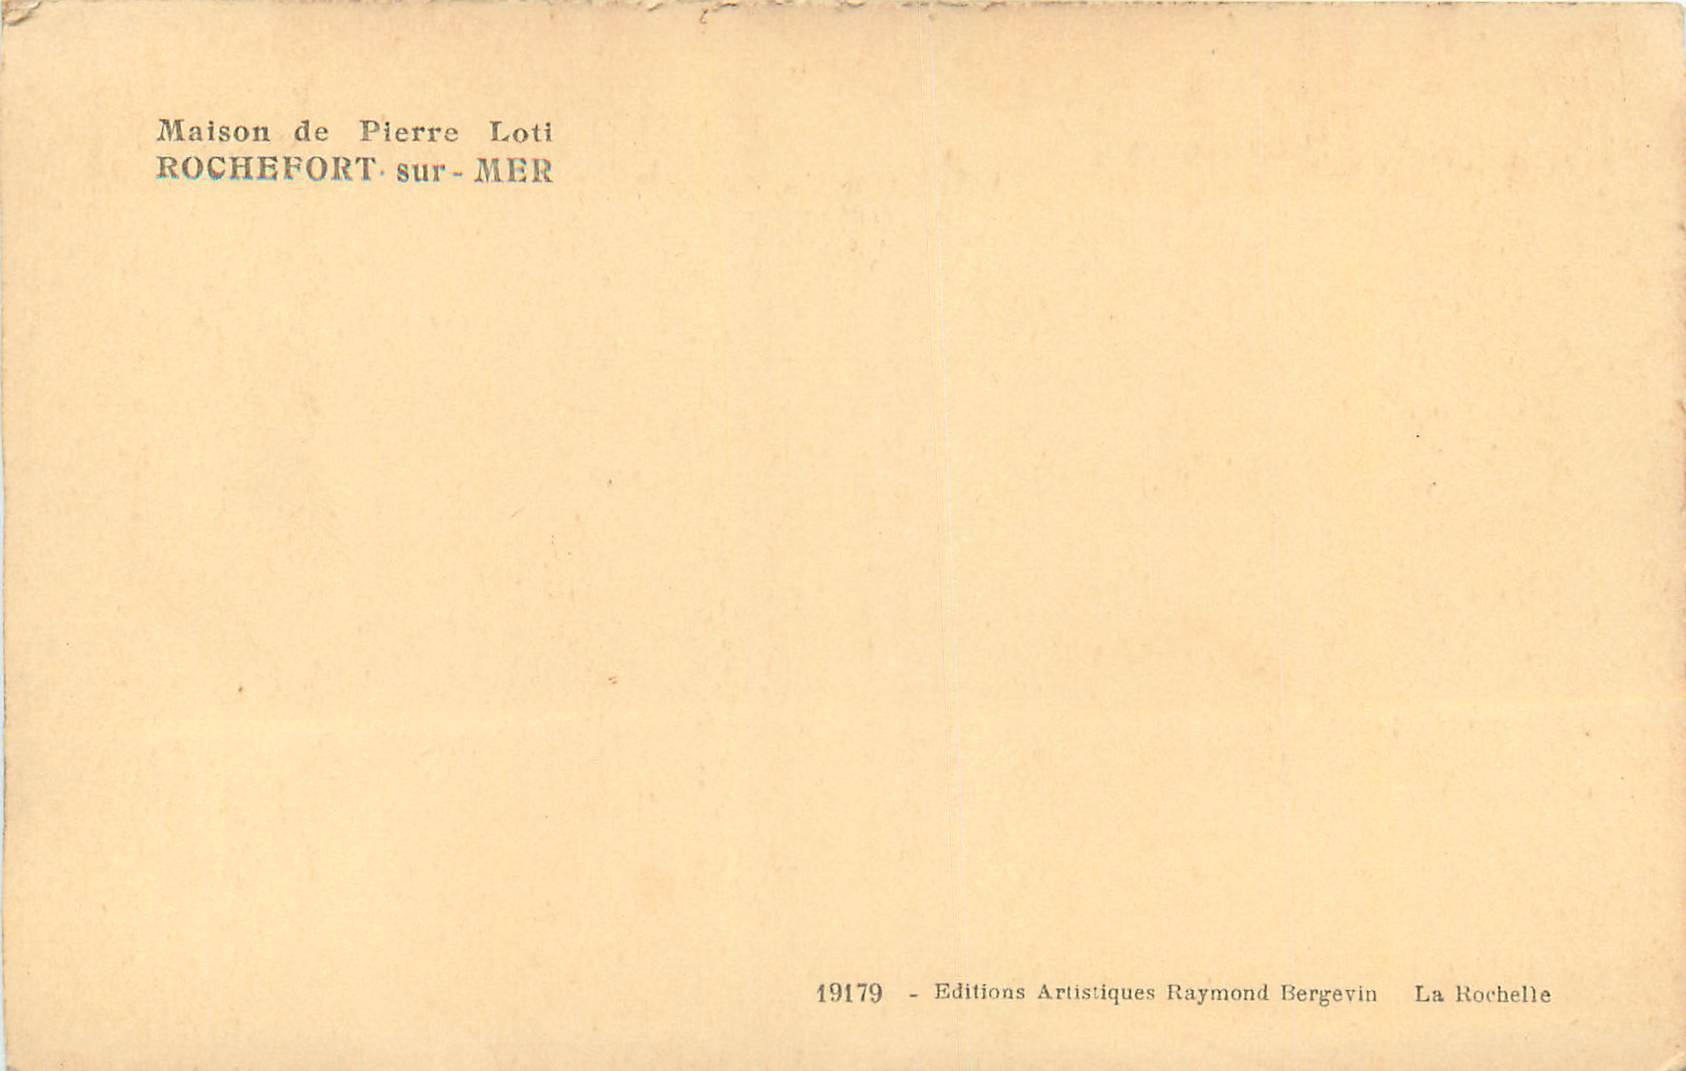 Maison de Pierre Loti
ROCHEFORT-sur-MER
19179 - Editions Artistiques Raymond Bergevin La Rochelle